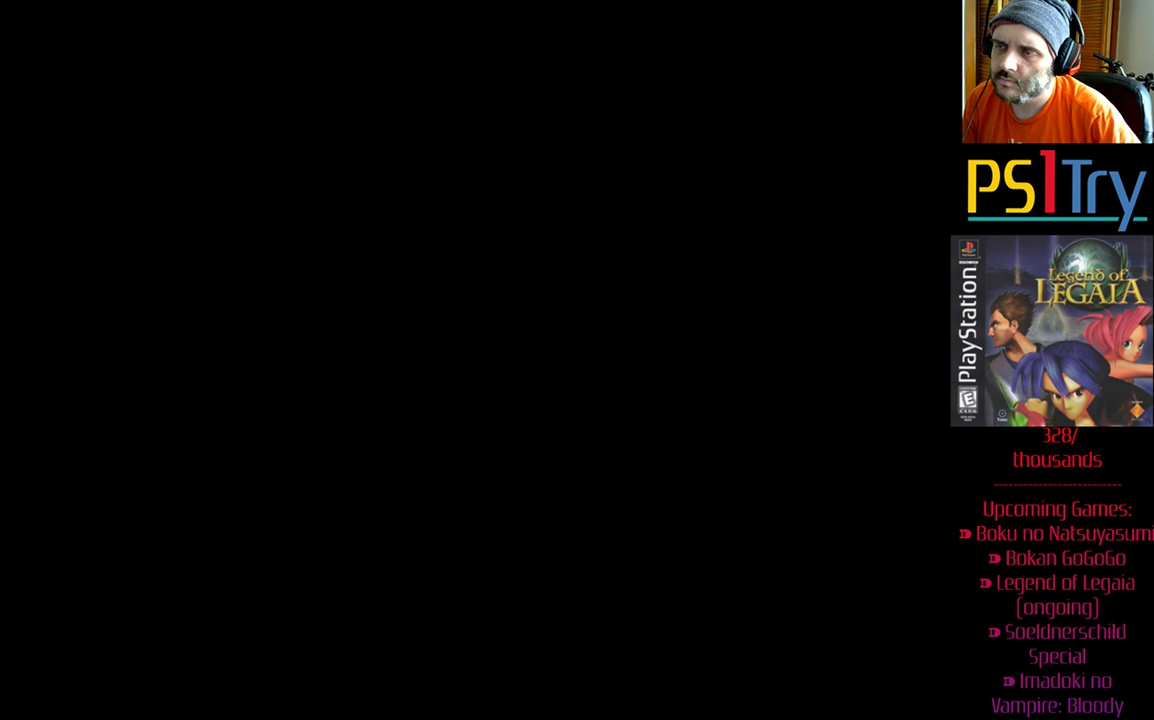 PS1Try
PlayStation
Legend of
LEGAIA
328/
thousands
--------------------------
Upcoming Games:
Boku no Natsuyasumi
Bokan GoGoGo
Legend of Legaia
(ongoing)
Soeldnerschild
Special
Imadoki no
Vampire: Bloody